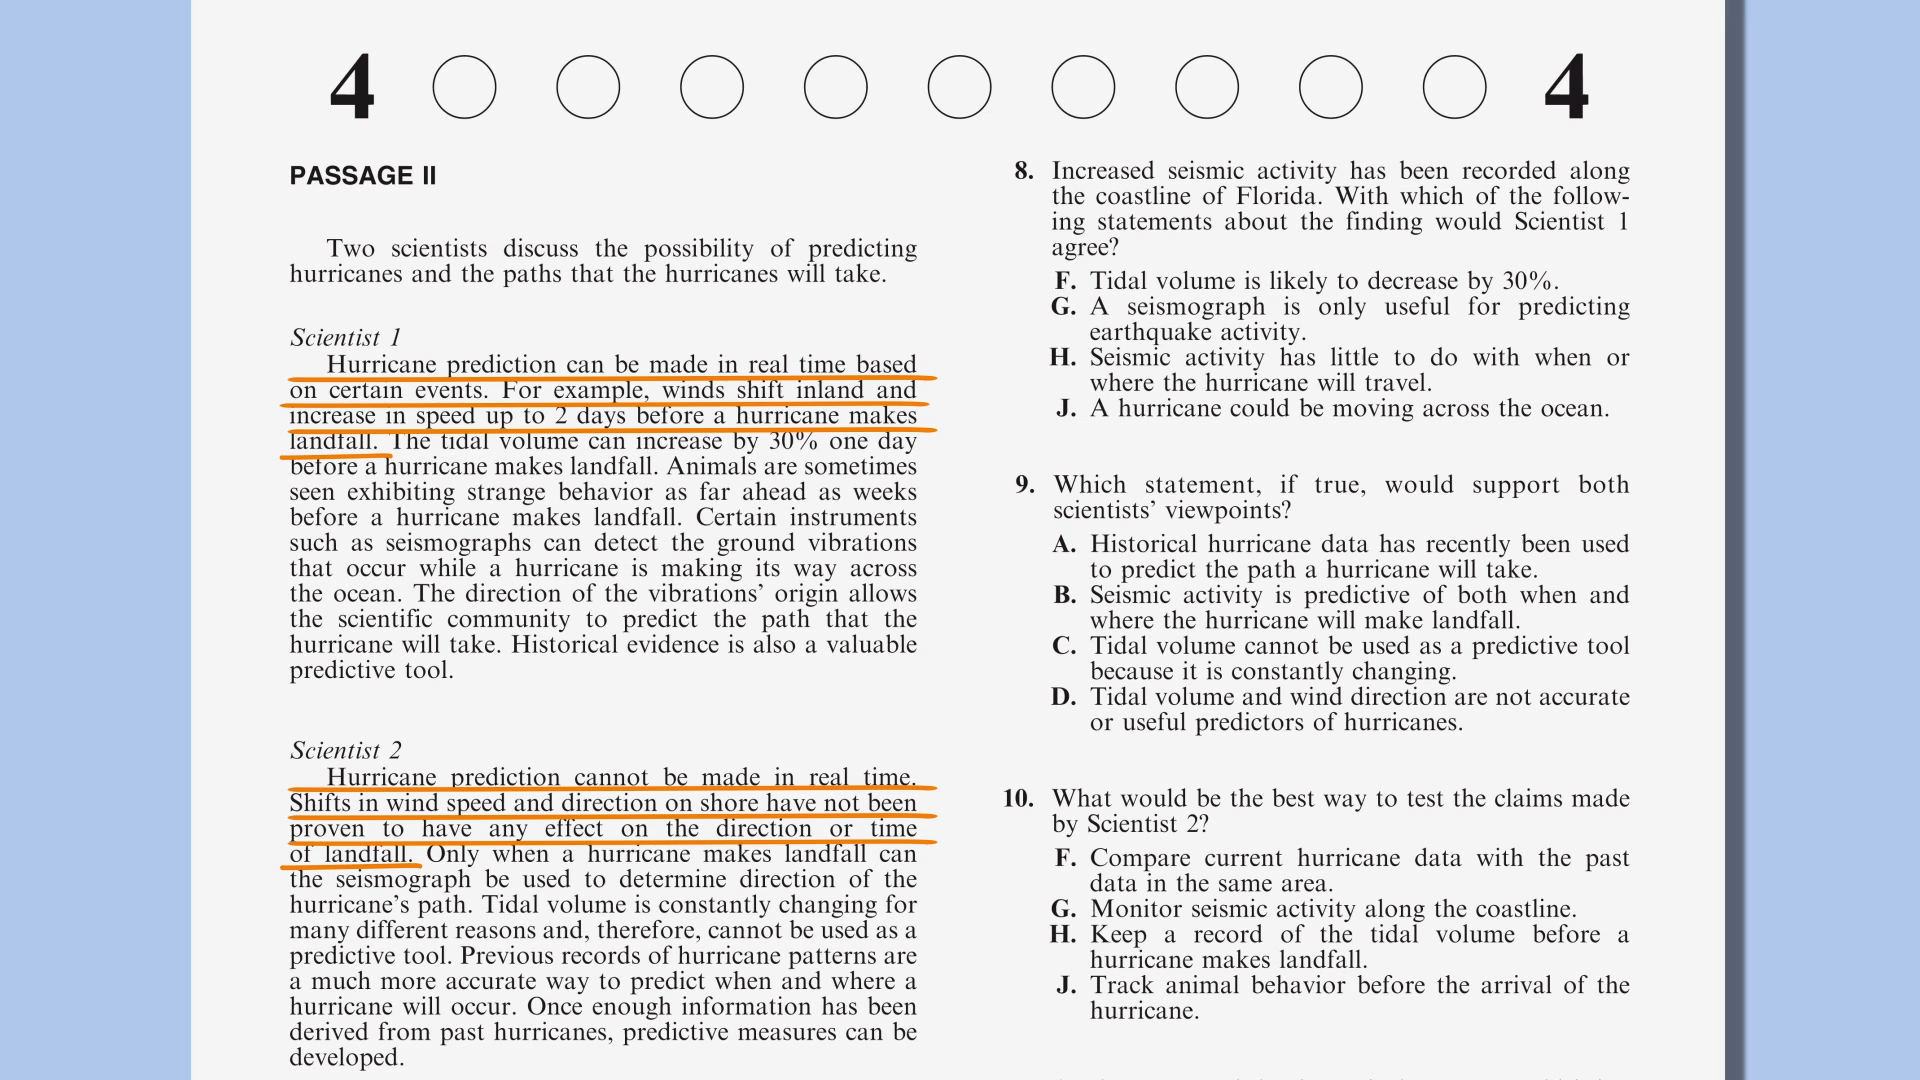 4 4
PASSAGE II
Two scientists discuss the possibility of predicting
hurricanes and the paths that the hurricanes will take.
Scientist 1
Hurricane prediction can be made in real time based
on certain events. For example, winds shift inland and
increase in speed up to 2 days before a hurricane makes
landfall. The tidal volume can increase by 30% one day
before a hurricane makes landfall. Animals are sometimes
seen exhibiting strange behavior as far ahead as weeks
before a hurricane makes landfall. Certain instruments
such as seismographs can detect the ground vibrations
that occur while a hurricane is making its way across
the ocean. The direction of the vibrations' origin allows
the scientific community to predict the path that the
hurricane will take. Historical evidence is also a valuable
predictive tool.
Scientist 2
Hurricane prediction cannot be made in real time.
Shifts in wind speed and direction on shore have not been
proven to have any effect on the direction or time
of landfall. Only when a hurricane makes landfall can
the seismograph be used to determine direction of the
hurricane's path. Tidal volume is constantly changing for
many different reasons and, therefore, cannot be used as a
predictive tool. Previous records of hurricane patterns are
a much more accurate way to predict when and where a
hurricane will occur. Once enough information has been
derived from past hurricanes, predictive measures can be
developed.
8. Increased seismic activity has been recorded along
the coastline of Florida. With which of the follow-
ing statements about the finding would Scientist 1
agree?
F. Tidal volume is likely to decrease by 30%.
G. A seismograph is only useful for predicting
earthquake activity.
H. Seismic activity has little to do with when or
where the hurricane will travel.
J. A hurricane could be moving across the ocean.
9. Which statement, if true, would support both
scientists' viewpoints?
A. Historical hurricane data has recently been used
to predict the path a hurricane will take.
B. Seismic activity is predictive of both when and
where the hurricane will make landfall.
C. Tidal volume cannot be used as a predictive tool
because it is constantly changing.
D. Tidal volume and wind direction are not accurate
or useful predictors of hurricanes.
10. What would be the best way to test the claims made
by Scientist 2?
F. Compare current hurricane data with the past
data in the same area.
G. Monitor seismic activity along the coastline.
H. Keep a record of the tidal volume before a
hurricane makes landfall.
J. Track animal behavior before the arrival of the
hurricane.